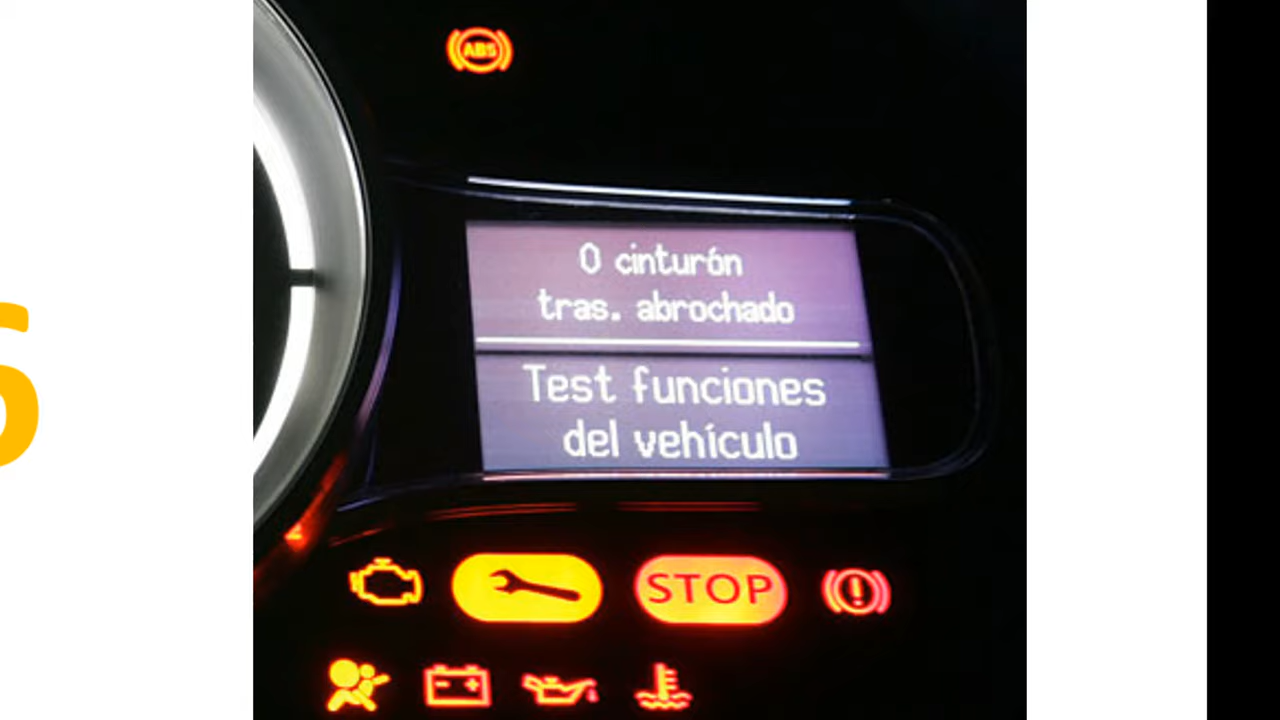 ABS
0 cinturón
tras. abrochado
Test funciones
del vehículo
STOP